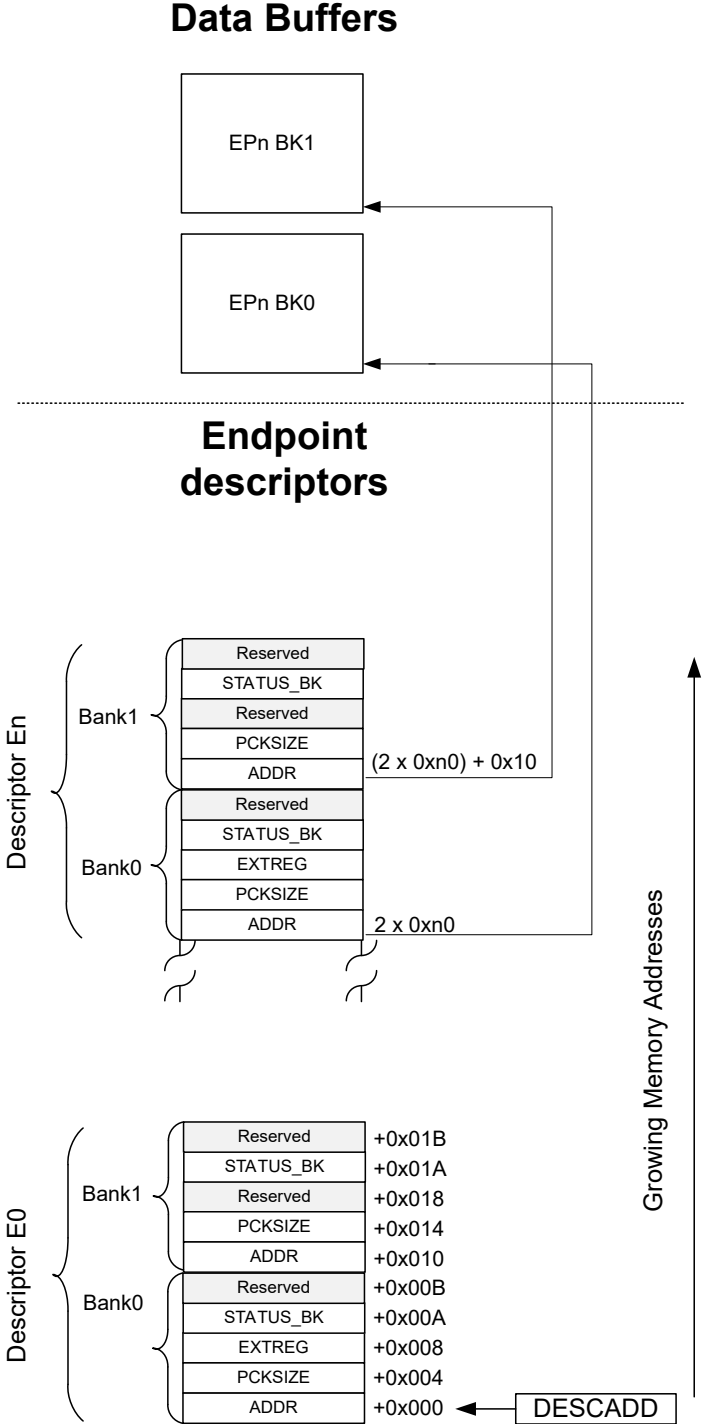 Data Buffers
EPn BK1
EPn BK0
Endpoint
descriptors
Descriptor En
Bank1
Reserved
STATUS_BK
Reserved
PCKSIZE
ADDR
(2 x 0xn0) + 0x10
Bank0
Reserved
STATUS_BK
EXTREG
PCKSIZE
ADDR
2 x 0xn0
Growing Memory Addresses
Descriptor E0
Bank1
Reserved +0x01B
STATUS_BK +0x01A
Reserved +0x018
PCKSIZE +0x014
ADDR +0x010
Bank0
Reserved +0x00B
STATUS_BK +0x00A
EXTREG +0x008
PCKSIZE +0x004
ADDR +0x000
DESCADD